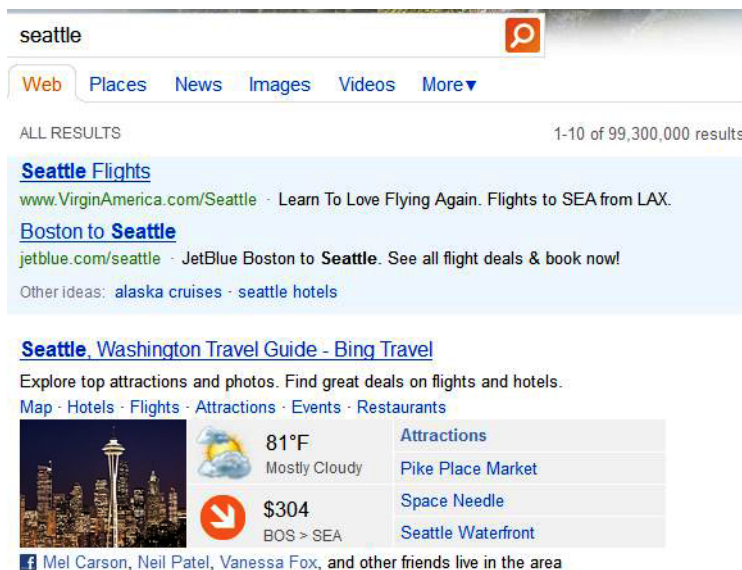 seattle
Web Places News Images Videos More▼
ALL RESULTS 1-10 of 99,300,000 results
Seattle Flights
www.VirginAmerica.com/Seattle · Learn To Love Flying Again. Flights to SEA from LAX.
Boston to Seattle
jetblue.com/seattle · JetBlue Boston to Seattle. See all flight deals & book now!
Other ideas: alaska cruises · seattle hotels
Seattle, Washington Travel Guide - Bing Travel
Explore top attractions and photos. Find great deals on flights and hotels.
Map · Hotels · Flights · Attractions · Events · Restaurants
81°F
Mostly Cloudy
$304
BOS > SEA
Attractions
Pike Place Market
Space Needle
Seattle Waterfront
f Mel Carson, Neil Patel, Vanessa Fox, and other friends live in the area